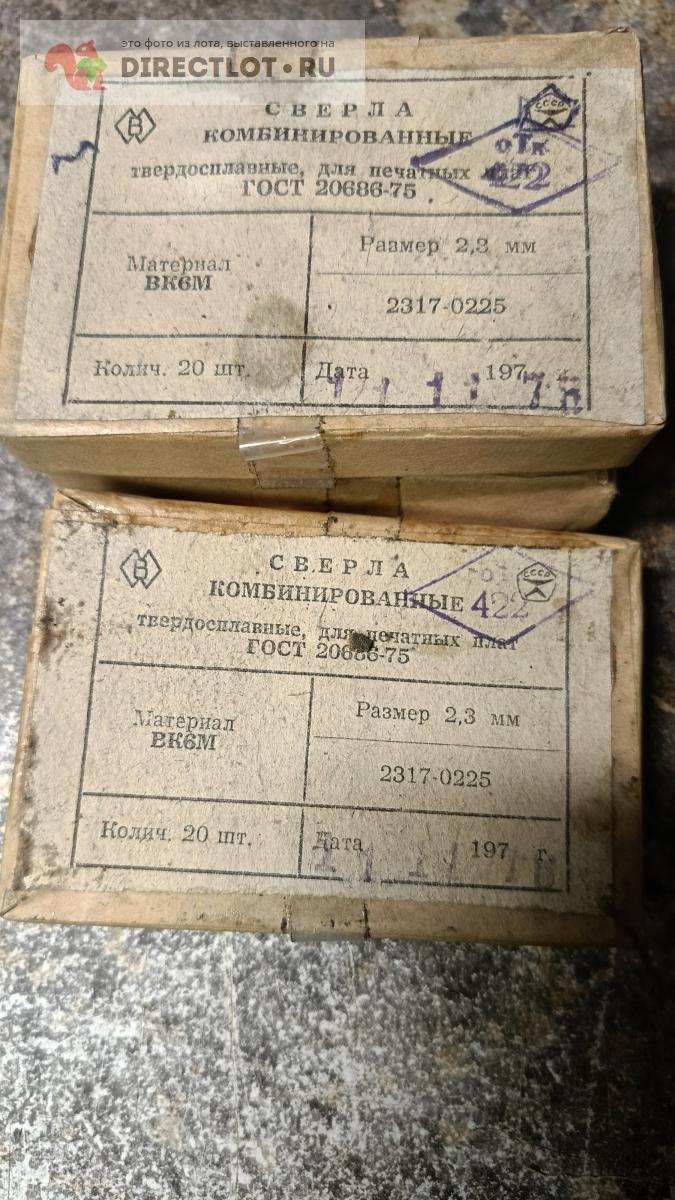 это фото из лота, выставленного на
DIRECTLOT.RU
СВЕРЛА
КОМБИНИРОВАННЫЕ
твердосплавные, для печатных плат
ГОСТ 20686-75
СССР
ОТК
422
Материал
ВК6М
Размер 2,3 мм
2317-0225
Колич. 20 шт.
Дата 197 г.
11 11 7
СВЕРЛА
КОМБИНИРОВАННЫЕ
твердосплавные, для печатных плат
ГОСТ 20686-75
СССР
422
Материал
ВК6М
Размер 2,3 мм
2317-0225
Колич. 20 шт.
Дата 197 г.